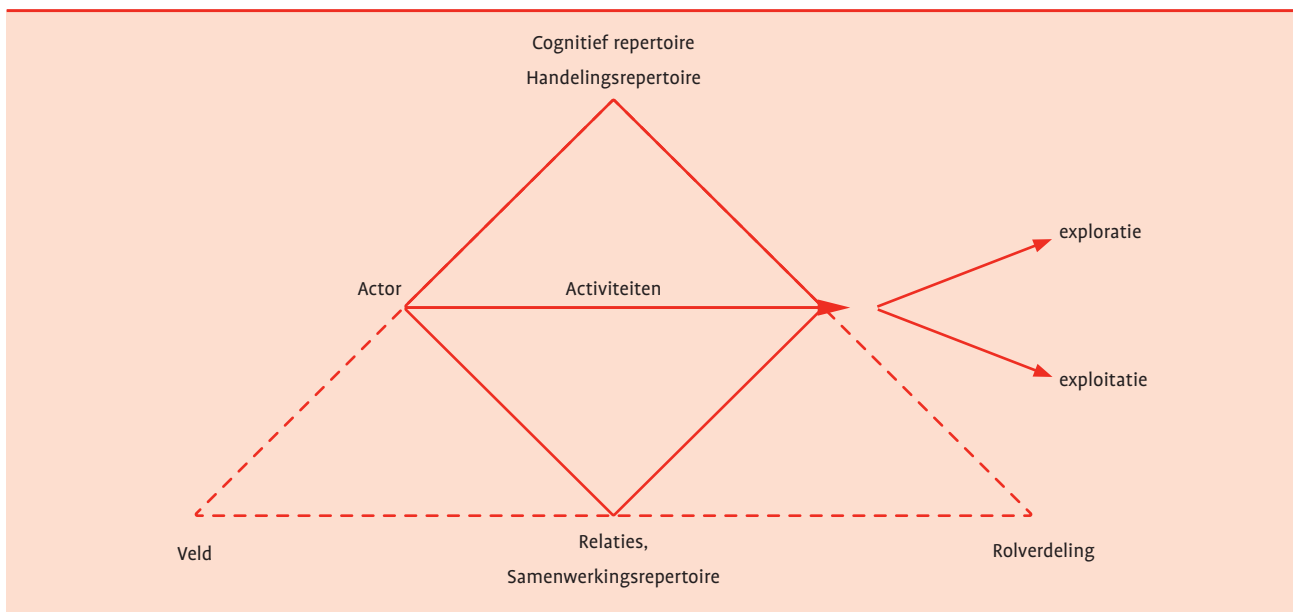 Cognitief repertoire
Handelingsrepertoire
exploratie
Actor
Activiteiten
exploitatie
Veld
Relaties,
Samenwerkingsrepertoire
Rolverdeling